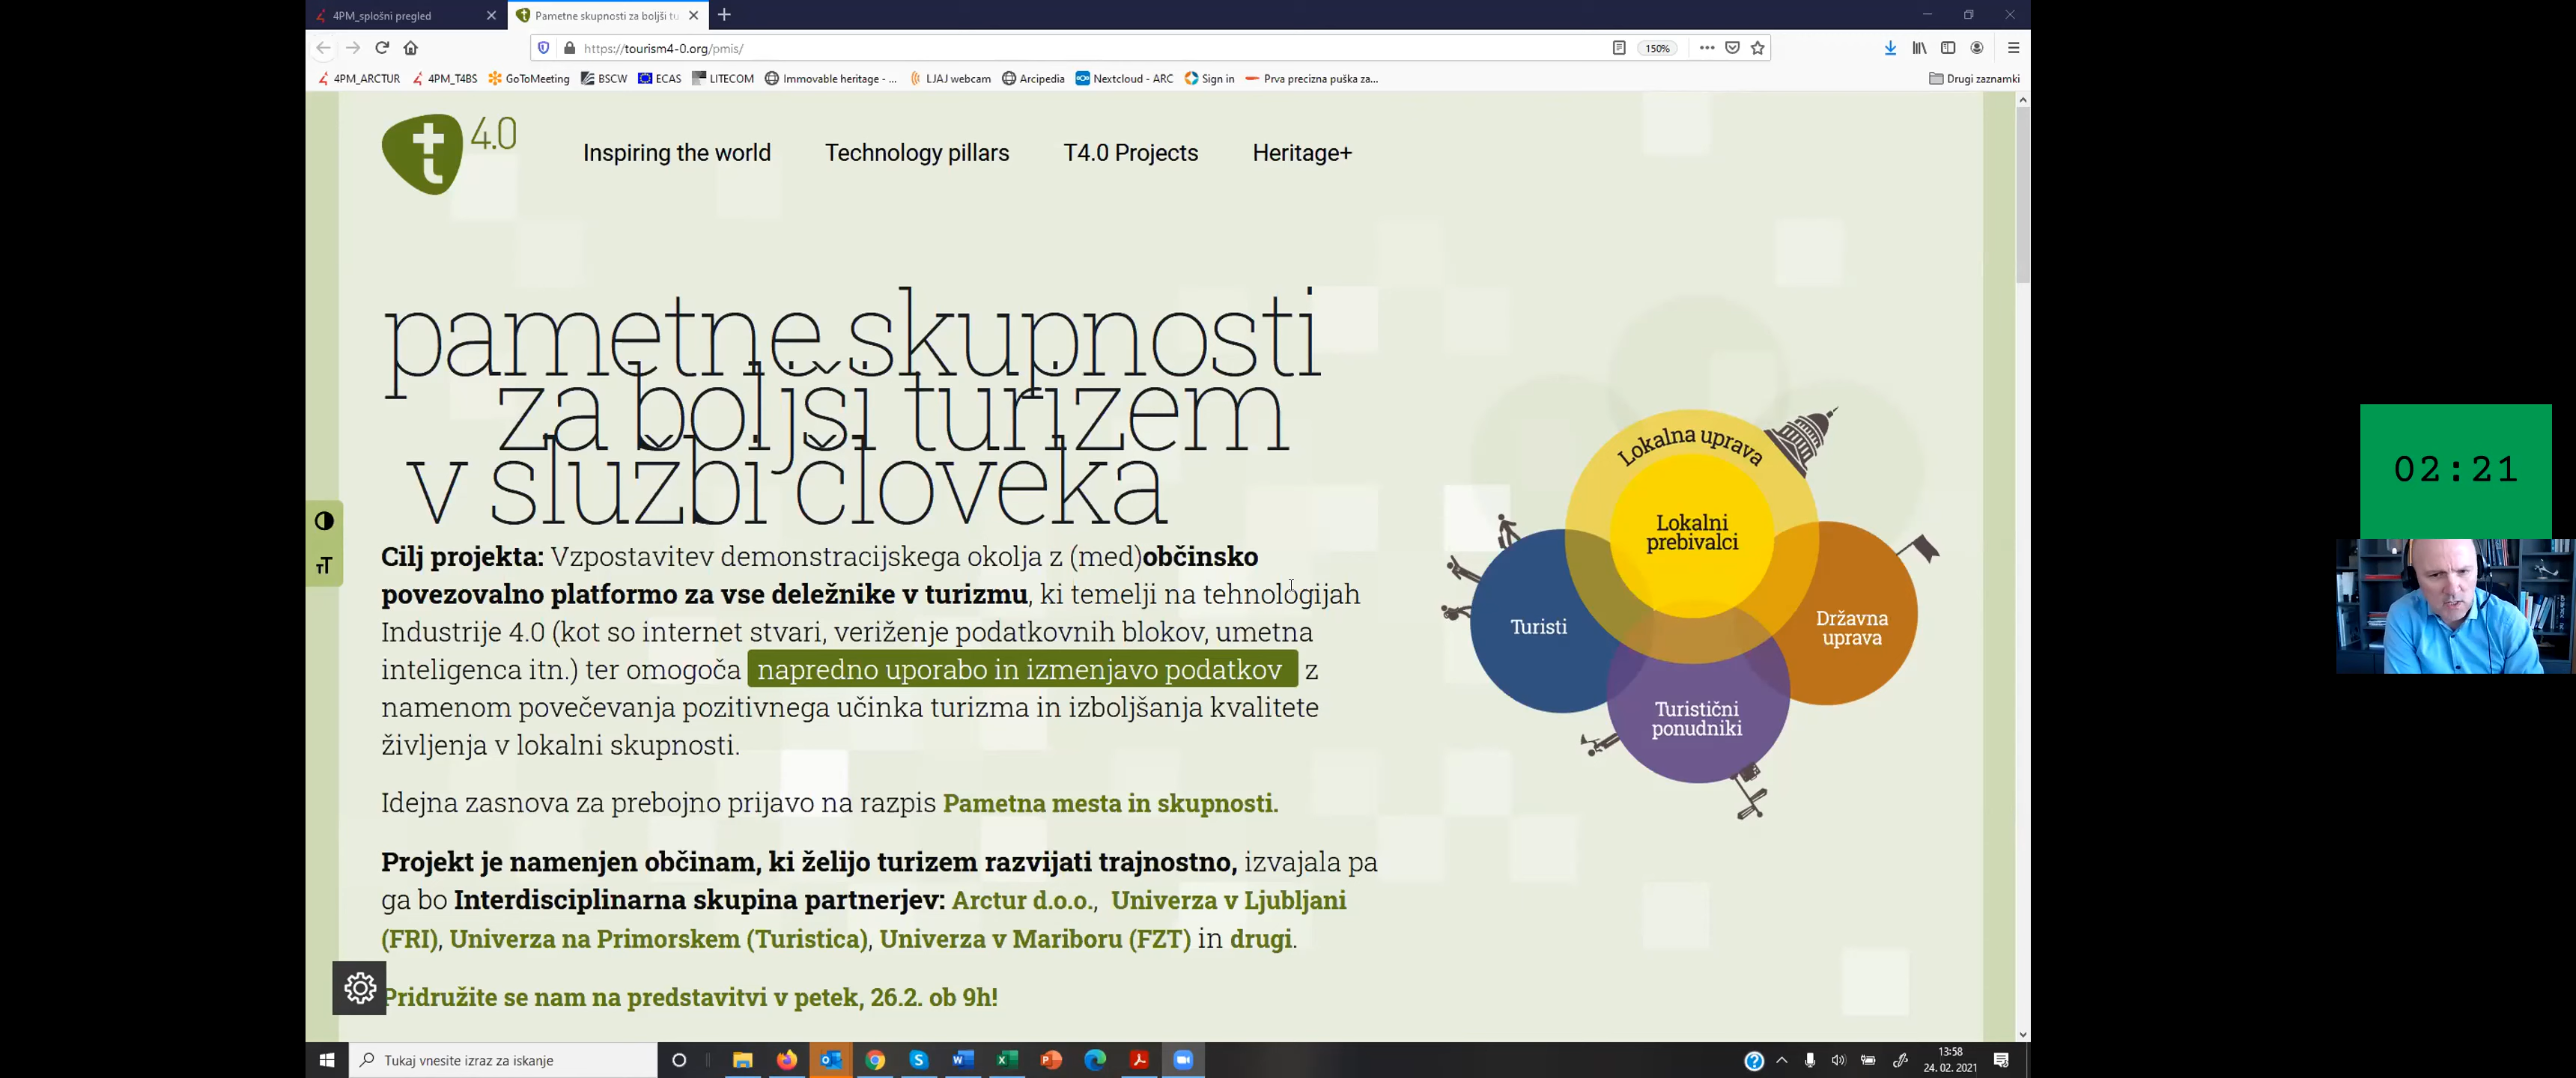 4PM_splošni pregled
Pametne skupnosti za boljši tu
https://tourism4-0.org/pmis/
150%
4PM_ARCTUR
4PM_T4BS
GoToMeeting
BSCW
ECAS
LITECOM
Immovable heritage - ...
LJAJ webcam
Arcipedia
Nextcloud - ARC
Sign in
Prva precizna puška za...
Drugi zaznamki
t 4.0
Inspiring the world
Technology pillars
T4.0 Projects
Heritage+
pametne skupnosti
za boljši turizem
v službi človeka
Cilj projekta: Vzpostavitev demonstracijskega okolja z (med)občinsko
povezovalno platformo za vse deležnike v turizmu, ki temelji na tehnologijah
Industrije 4.0 (kot so internet stvari, veriženje podatkovnih blokov, umetna
inteligenca itn.) ter omogoča napredno uporabo in izmenjavo podatkov z
namenom povečevanja pozitivnega učinka turizma in izboljšanja kvalitete
življenja v lokalni skupnosti.
Idejna zasnova za prebojno prijavo na razpis Pametna mesta in skupnosti.
Projekt je namenjen občinam, ki želijo turizem razvijati trajnostno, izvajala pa
ga bo Interdisciplinarna skupina partnerjev: Arctur d.o.o., Univerza v Ljubljani
(FRI), Univerza na Primorskem (Turistica), Univerza v Mariboru (FZT) in drugi.
Pridružite se nam na predstavitvi v petek, 26.2. ob 9h!
Lokalna uprava
Lokalni
prebivalci
Turisti
Državna
uprava
Turistični
ponudniki
02:21
Tukaj vnesite izraz za iskanje
13:58
24. 02. 2021